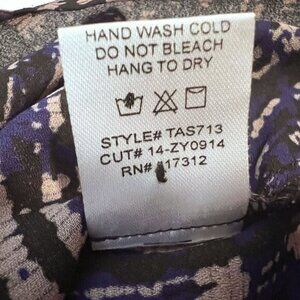 HAND WASH COLD
DO NOT BLEACH
HANG TO DRY
STYLE# TAS713
CUT# 14-ZY0914
RN# 17312